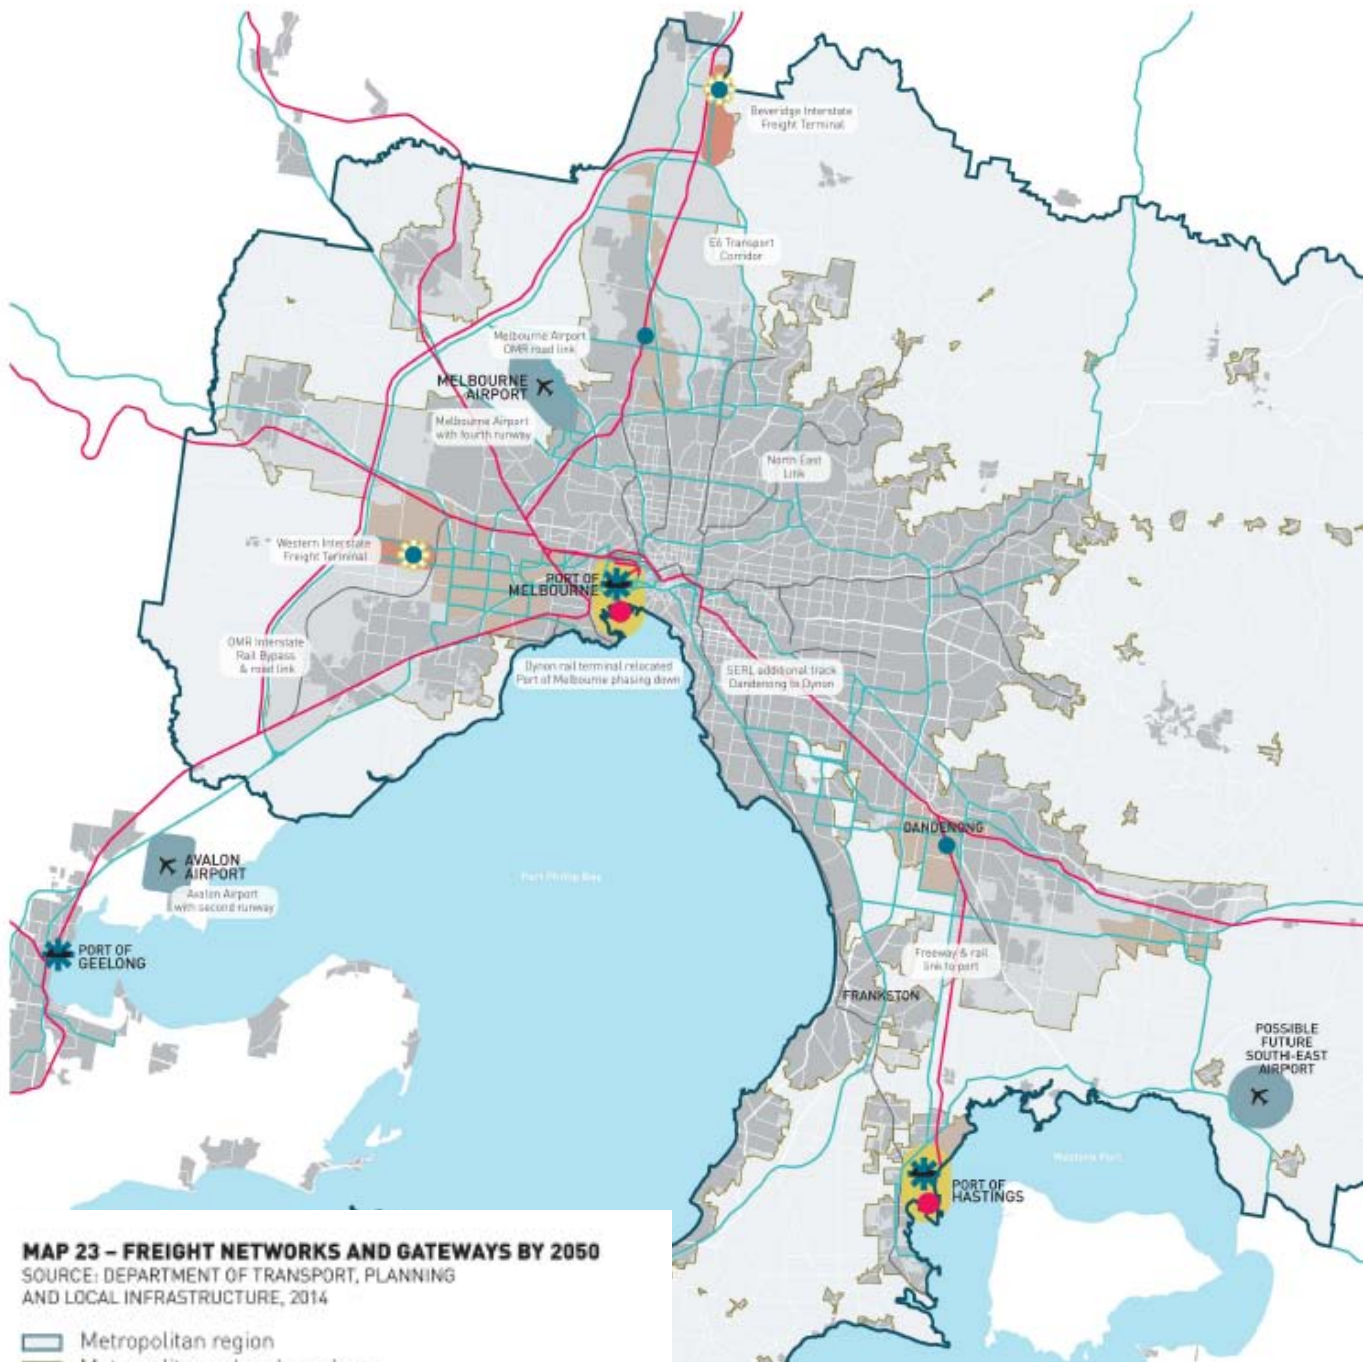 Beveridge Interstate
Freight Terminal
E6 Transport
Corridor
Melbourne Airport
OMR road link
MELBOURNE
AIRPORT
Melbourne Airport
with fourth runway
North East
Link
Western Interstate
Freight Terminal
PORT OF
MELBOURNE
OMR Interstate
Rail Bypass
& road link
Dynon rail terminal relocated
Port of Melbourne phasing down
SERL additional track
Dandenong to Dynon
DANDENONG
AVALON
AIRPORT
Avalon Airport
with second runway
Port Phillip Bay
PORT OF
GEELONG
Freeway & rail
link to port
FRANKSTON
POSSIBLE
FUTURE
SOUTH-EAST
AIRPORT
Western Port
PORT OF
HASTINGS
MAP 23 – FREIGHT NETWORKS AND GATEWAYS BY 2050
SOURCE: DEPARTMENT OF TRANSPORT, PLANNING
AND LOCAL INFRASTRUCTURE, 2014
Metropolitan region